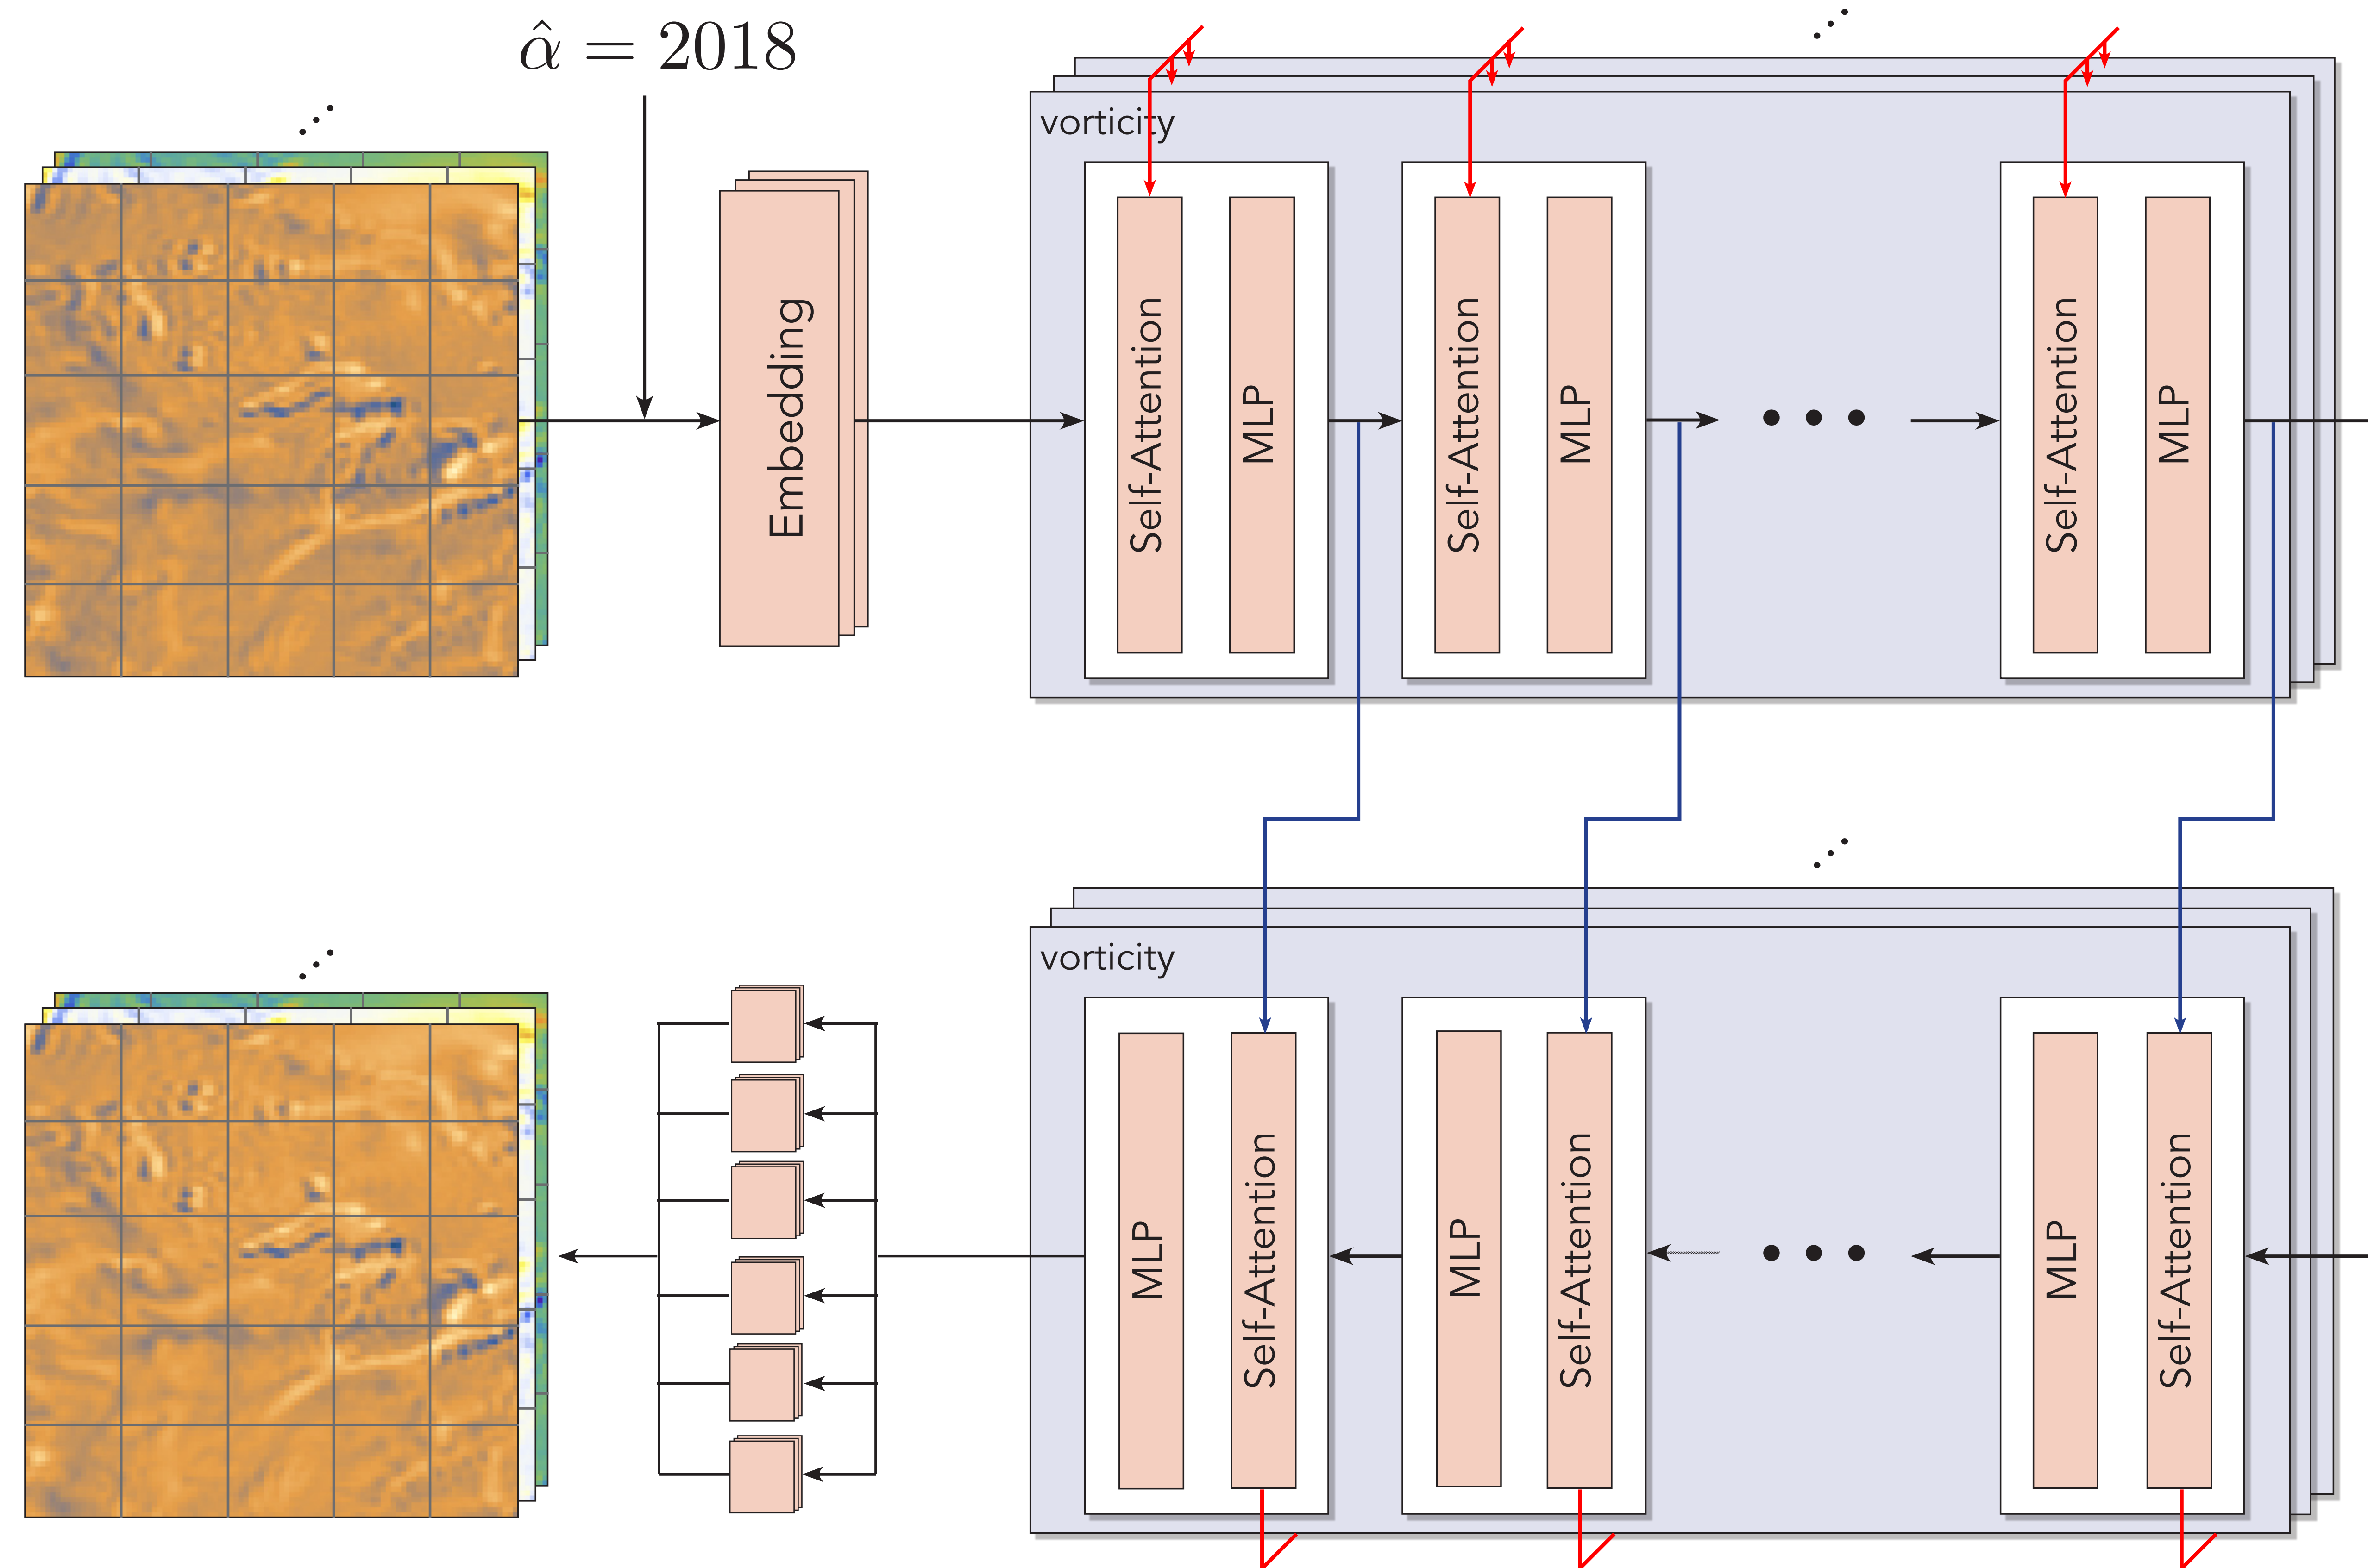 α̂ = 2018
vorticity
Embedding
Self-Attention
MLP
Self-Attention
MLP
Self-Attention
MLP
vorticity
MLP
Self-Attention
MLP
Self-Attention
MLP
Self-Attention